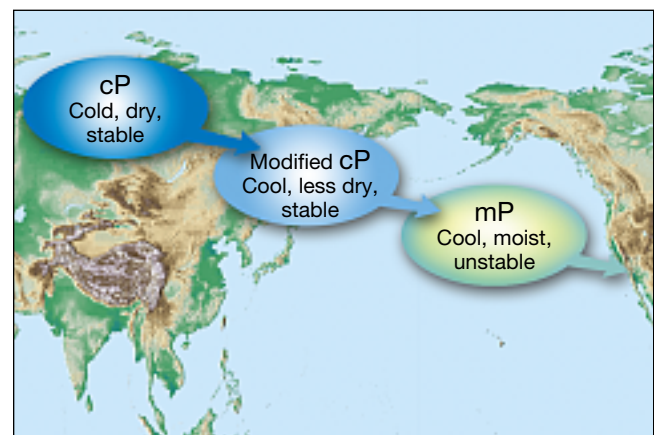 cP
Cold, dry,
stable
Modified cP
Cool, less dry,
stable
mP
Cool, moist,
unstable